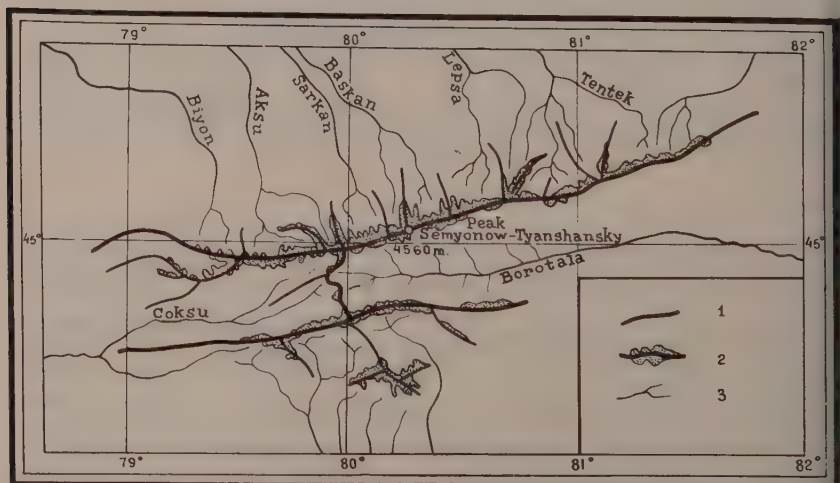 79° 80° 81° 82°
Biyon
Aksu
Sarkan
Baskan
Lepsa
Tentek
45° 45°
Peak
Semyonow-Tyanshansky
4560m.
Borotala
Coksu
1
2
3
79° 80° 81° 82°